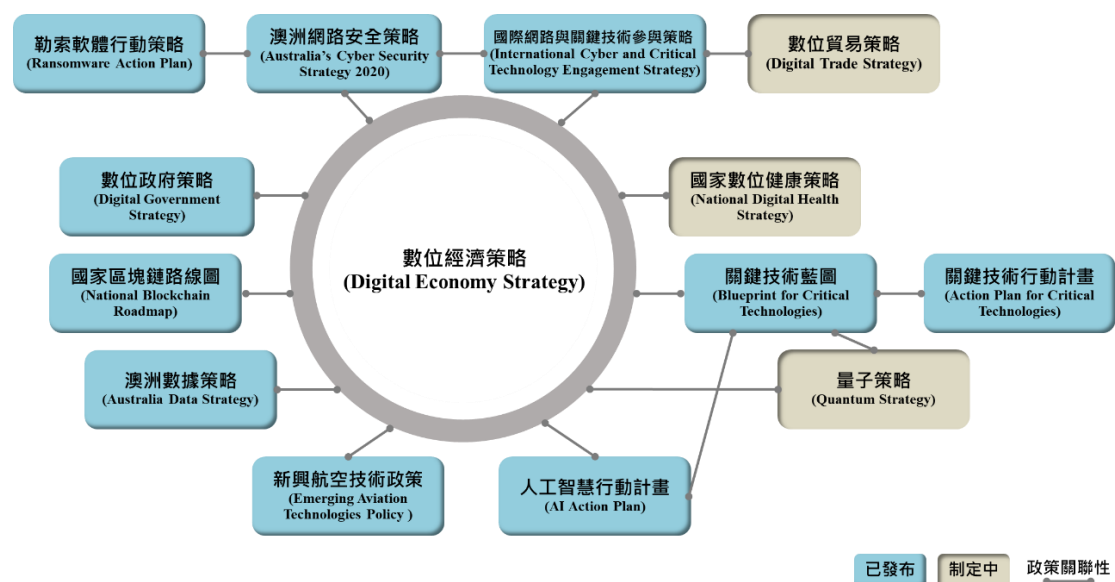 勒索軟體行動策略
(Ransomware Action Plan)
澳洲網路安全策略
(Australia's Cyber Security
Strategy 2020)
國際網路與關鍵技術參與策略
(International Cyber and Critical
Technology Engagement Strategy)
數位貿易策略
(Digital Trade Strategy)
數位政府策略
(Digital Government
Strategy)
國家數位健康策略
(National Digital Health
Strategy)
數位經濟策略
(Digital Economy Strategy)
國家區塊鏈路線圖
(National Blockchain
Roadmap)
關鍵技術藍圖
(Blueprint for Critical
Technologies)
關鍵技術行動計畫
(Action Plan for Critical
Technologies)
澳洲數據策略
(Australia Data Strategy)
量子策略
(Quantum Strategy)
新興航空技術政策
(Emerging Aviation
Technologies Policy )
人工智慧行動計畫
(AI Action Plan)
已發布
制定中
政策關聯性